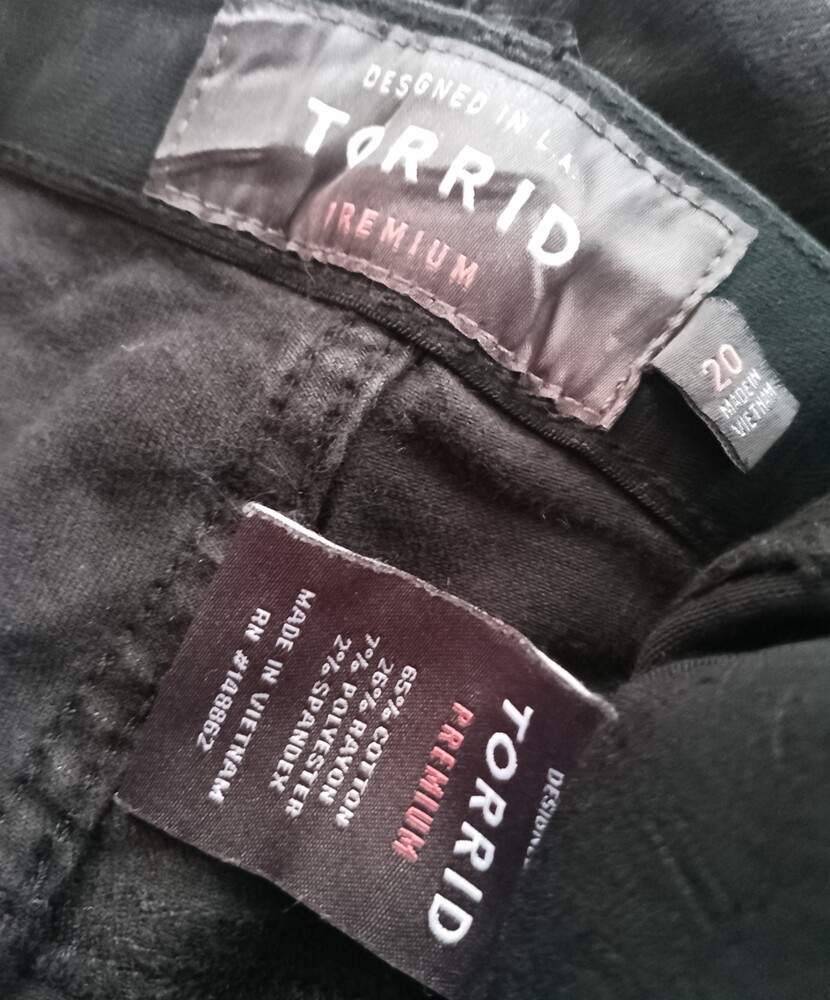 DESIGNED IN L.A.
TORRID
PREMIUM
20
MADE IN
VIETNAM
TORRID
PREMIUM
65% COTTON
26% RAYON
7% POLYESTER
2% SPANDEX
MADE IN VIETNAM
RN #148862